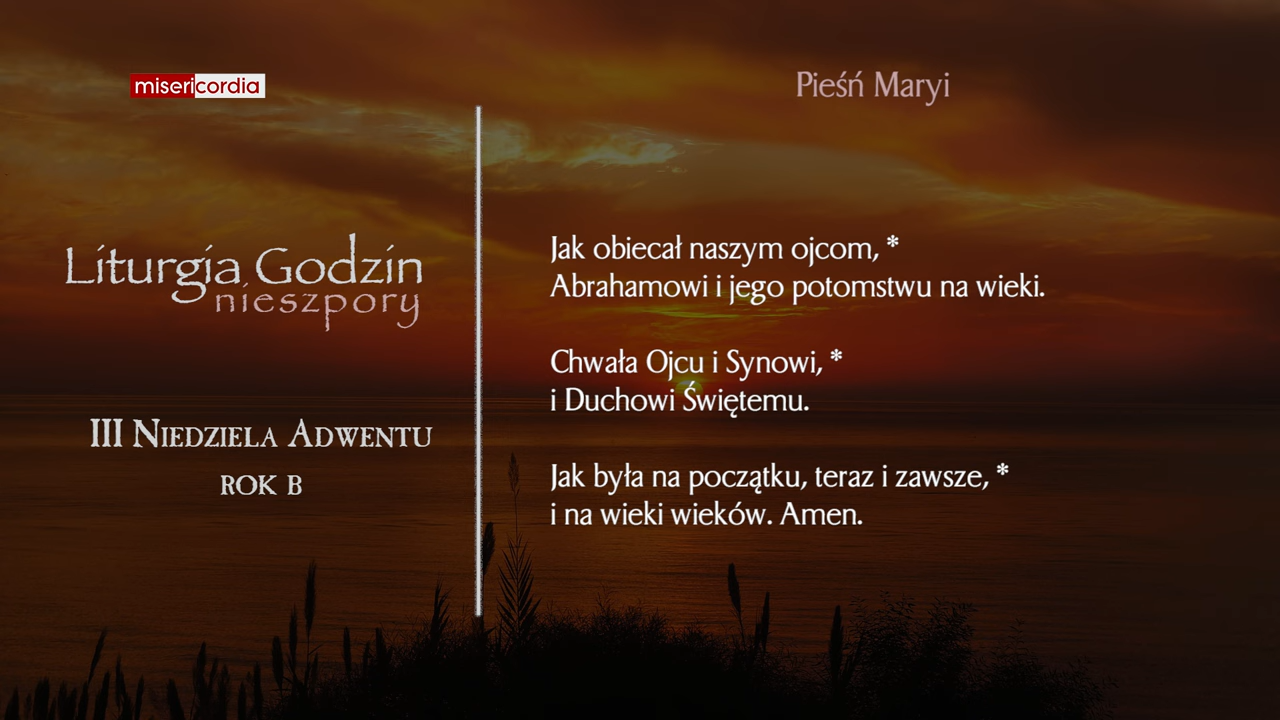 misericordia
Liturgia Godzin
nieszpory
III Niedziela Adwentu
rok B
Pieśń Maryi
Jak obiecał naszym ojcom, *
Abrahamowi i jego potomstwu na wieki.
Chwała Ojcu i Synowi, *
i Duchowi Świętemu.
Jak była na początku, teraz i zawsze, *
i na wieki wieków. Amen.